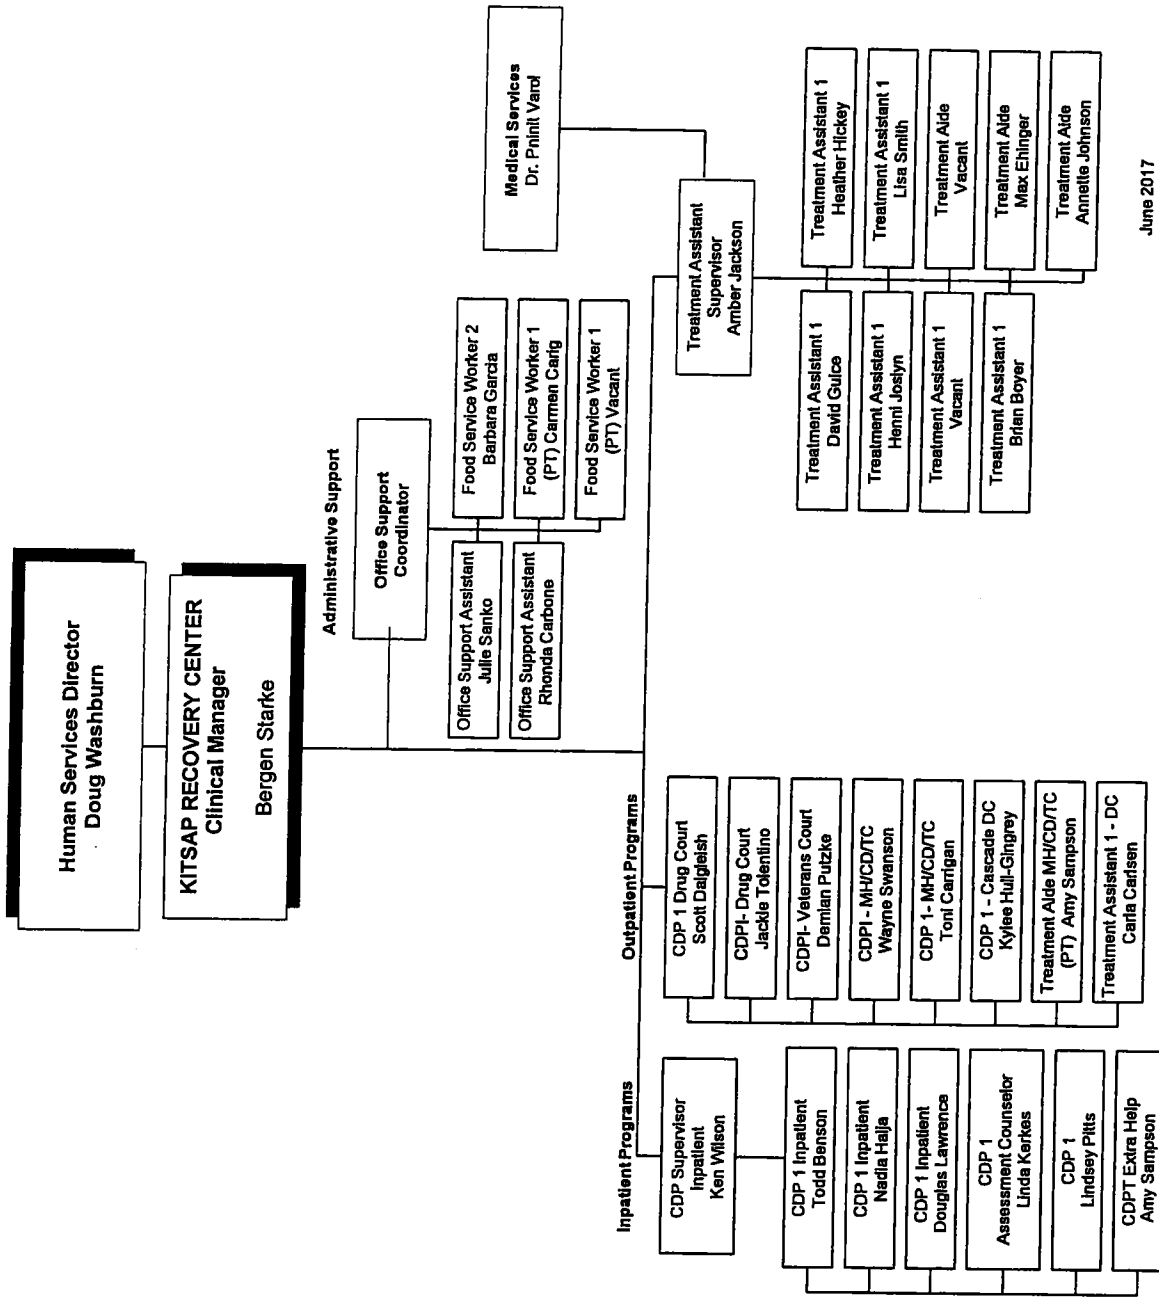 Human Services Director
Doug Washburn
KITSAP RECOVERY CENTER
Clinical Manager
Bergen Starke
Administrative Support
Office Support
Coordinator
Office Support Assistant
Julie Sanko
Office Support Assistant
Rhonda Carbone
Food Service Worker 2
Barbara Garcia
Food Service Worker 1
(PT) Carmen Carig
Food Service Worker 1
(PT) Vacant
Medical Services
Dr. Pninit Varol
Inpatient Programs
CDP Supervisor
Inpatient
Ken Wilson
CDP 1 Inpatient
Todd Benson
CDP 1 Inpatient
Nadia Halja
CDP 1 Inpatient
Douglas Lawrence
CDP 1
Assessment Counselor
Linda Kerkes
CDP 1
Lindsey Pitts
CDPT Extra Help
Amy Sampson
Outpatient Programs
CDP 1 Drug Court
Scott Dalgleish
CDPI- Drug Court
Jackie Tolentino
CDPI- Veterans Court
Demian Putzke
CDPI - MH/CD/TC
Wayne Swanson
CDP 1- MH/CD/TC
Toni Carrigan
CDP 1 - Cascade DC
Kylee Hull-Gingrey
Treatment Aide MH/CD/TC
(PT) Amy Sampson
Treatment Assistant 1 - DC
Carla Carlsen
Treatment Assistant
Supervisor
Amber Jackson
Treatment Assistant 1
David Guice
Treatment Assistant 1
Henni Joslyn
Treatment Assistant 1
Vacant
Treatment Assistant 1
Brian Boyer
Treatment Assistant 1
Heather Hickey
Treatment Assistant 1
Lisa Smith
Treatment Aide
Vacant
Treatment Aide
Max Ehinger
Treatment Aide
Annette Johnson
June 2017